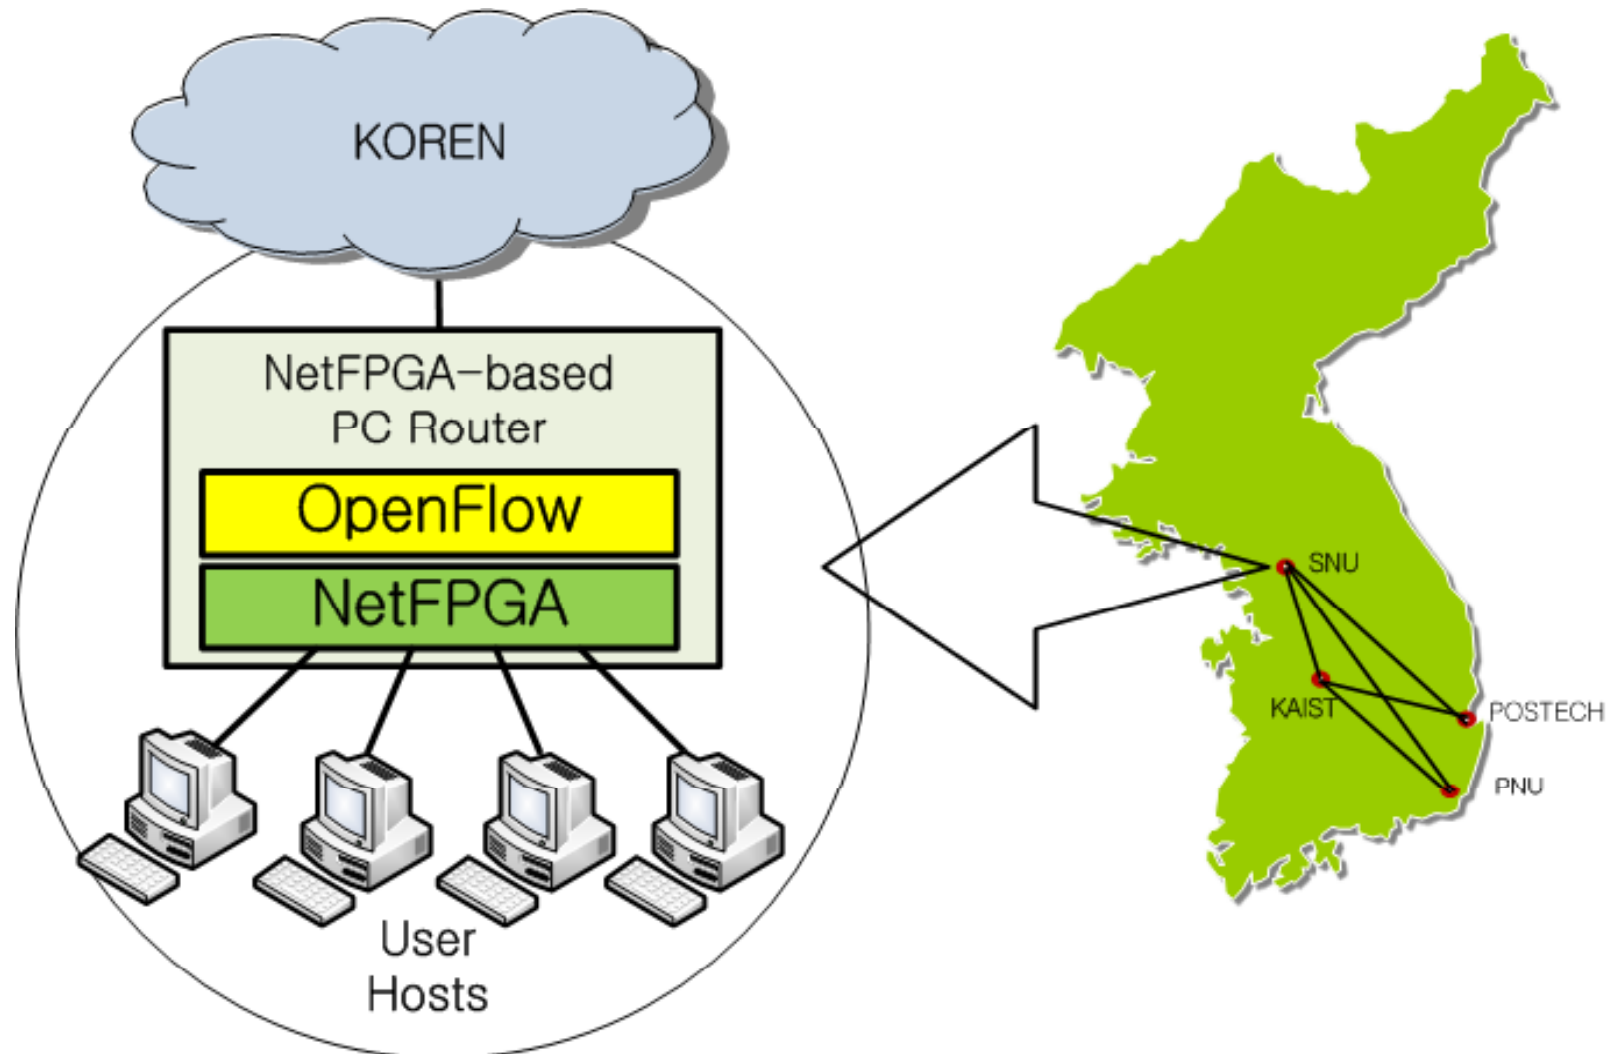 KOREN
NetFPGA-based
PC Router
OpenFlow
NetFPGA
User
Hosts
SNU
KAIST
POSTECH
PNU